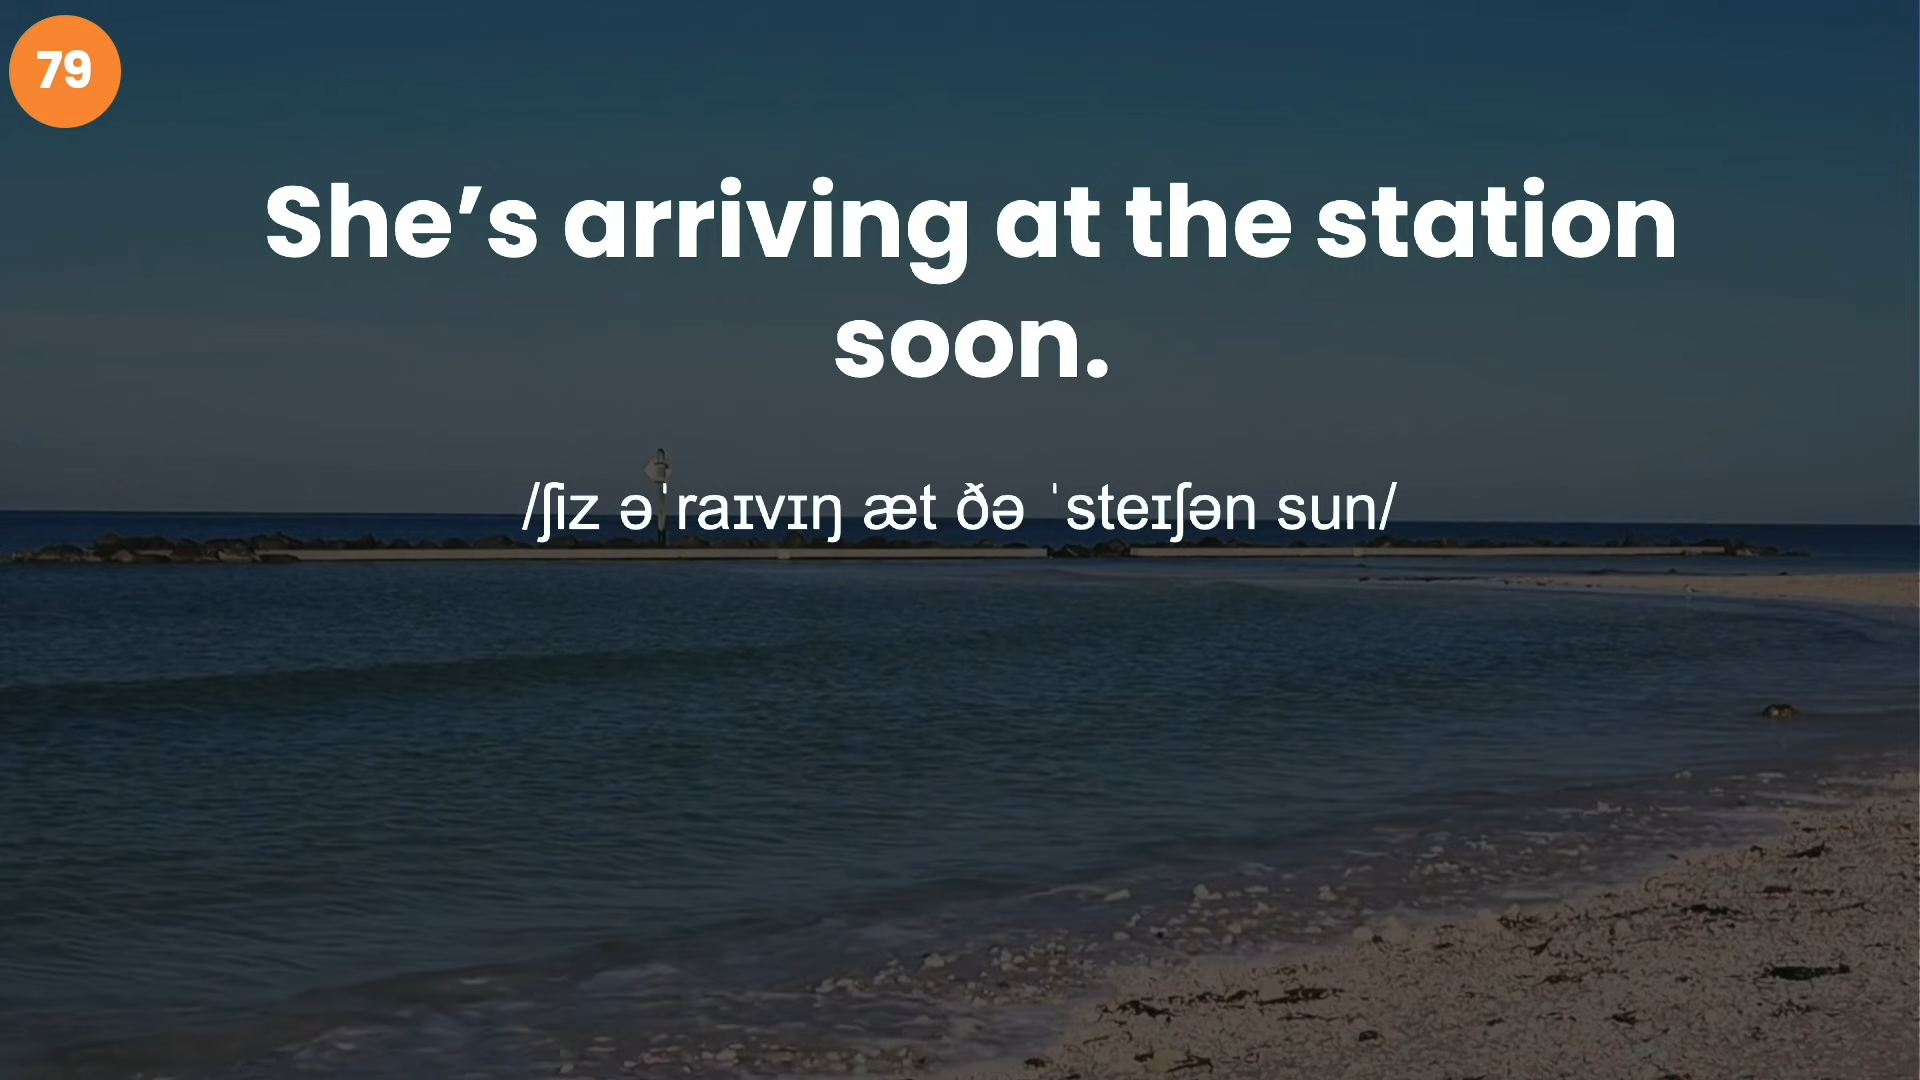 79
She’s arriving at the station
soon.
/ʃiz əˈraɪvɪŋ æt ðə ˈsteɪʃən sun/